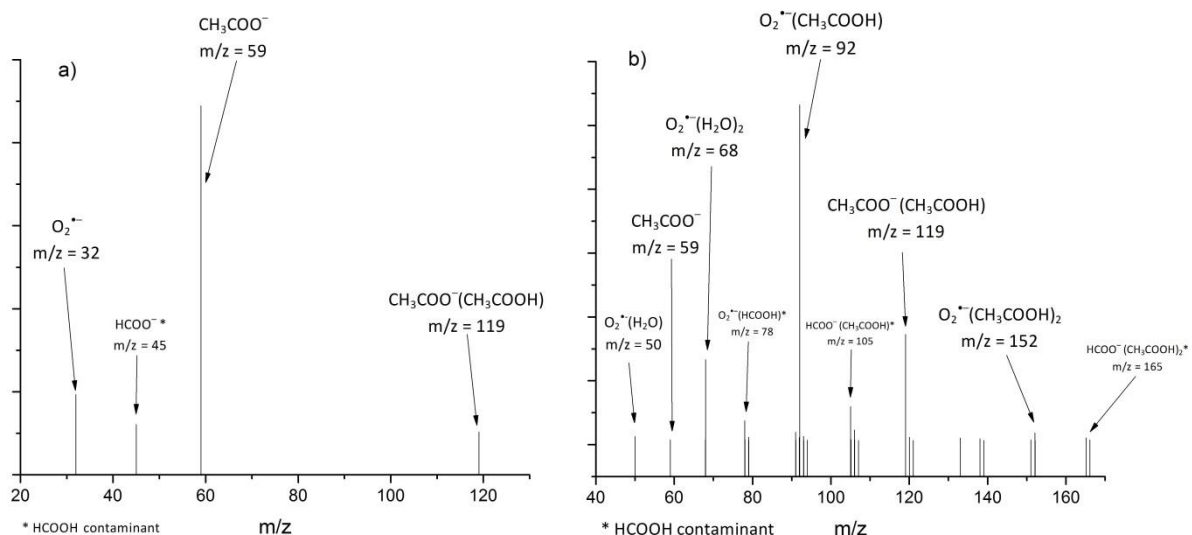 a)
CH₃COO⁻
m/z = 59
O₂•⁻
m/z = 32
HCOO⁻ *
m/z = 45
CH₃COO⁻(CH₃COOH)
m/z = 119
20 40 60 80 100 120
* HCOOH contaminant
m/z
b)
O₂•⁻(CH₃COOH)
m/z = 92
O₂•⁻(H₂O)₂
m/z = 68
CH₃COO⁻
m/z = 59
CH₃COO⁻(CH₃COOH)
m/z = 119
O₂•⁻(H₂O)
m/z = 50
O₂•⁻(HCOOH)*
m/z = 78
HCOO⁻(CH₃COOH)*
m/z = 105
O₂•⁻(CH₃COOH)₂
m/z = 152
HCOO⁻(CH₃COOH)₂*
m/z = 165
40 60 80 100 120 140 160
* HCOOH contaminant
m/z